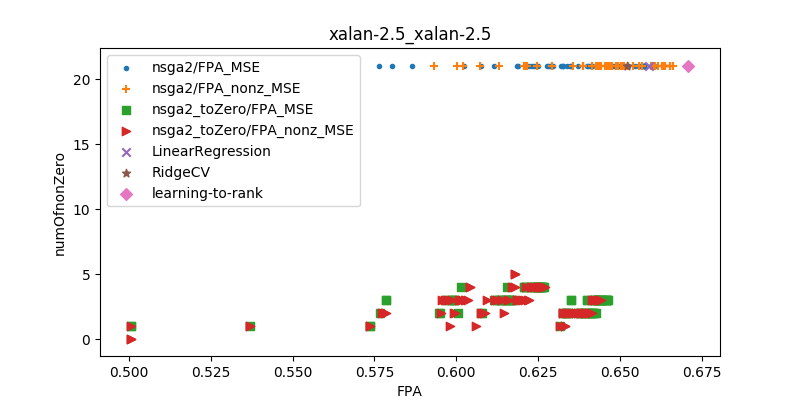 xalan-2.5_xalan-2.5
nsga2/FPA_MSE
nsga2/FPA_nonz_MSE
nsga2_toZero/FPA_MSE
nsga2_toZero/FPA_nonz_MSE
LinearRegression
RidgeCV
learning-to-rank
numOfnonZero
20
15
10
5
0
0.500 0.525 0.550 0.575 0.600 0.625 0.650 0.675
FPA